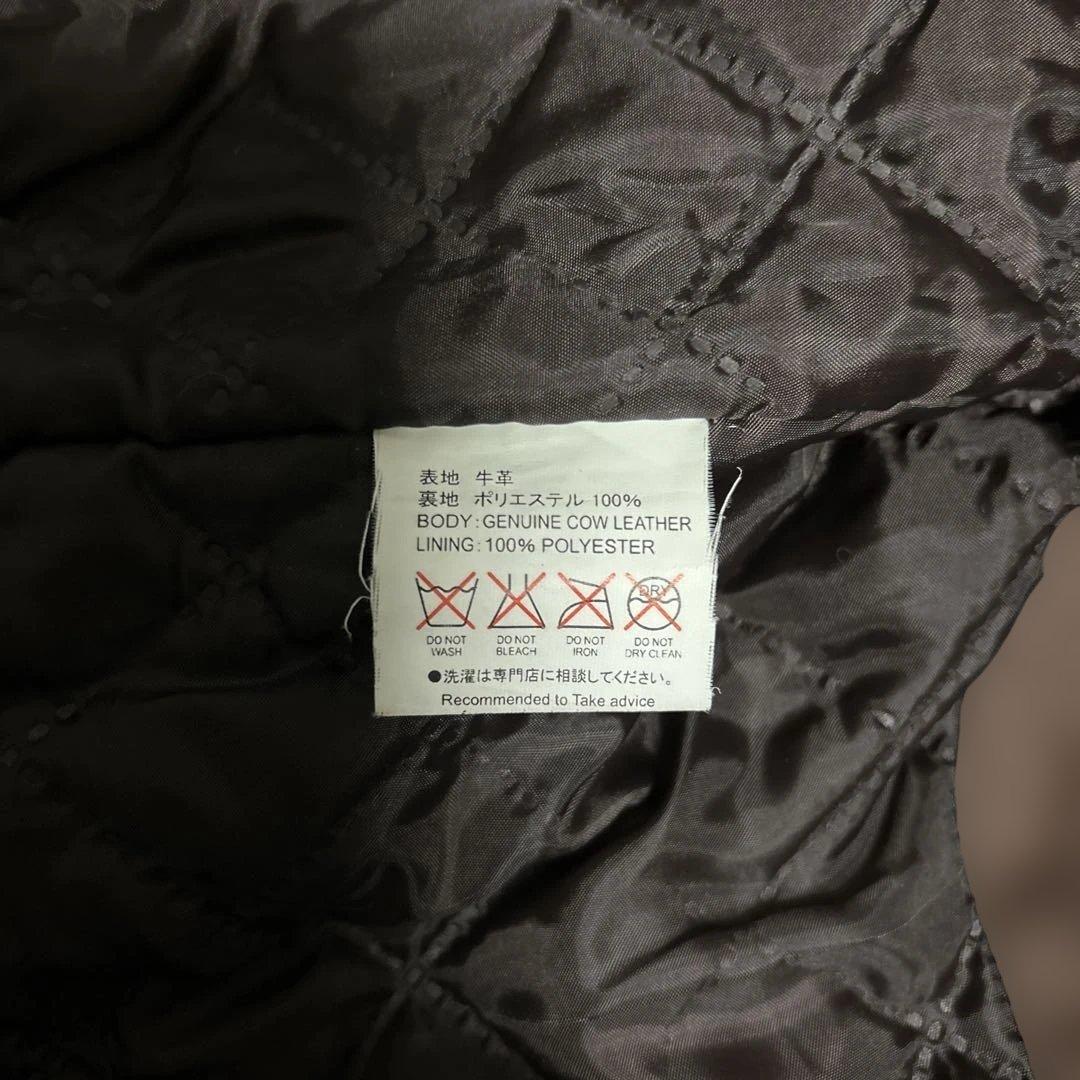 表地 牛革
裏地 ポリエステル 100%
BODY: GENUINE COW LEATHER
LINING: 100% POLYESTER
DRY
DO NOT WASH
DO NOT BLEACH
DO NOT IRON
DO NOT DRY CLEAN
●洗濯は専門店に相談してください。
Recommended to Take advice